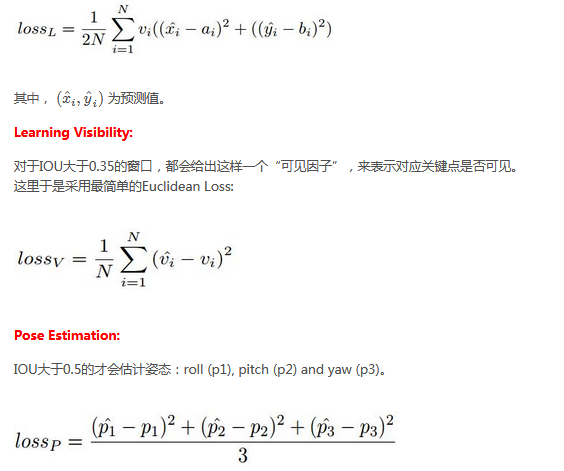 loss_L = \frac{1}{2N} \sum_{i=1}^{N} v_i((\hat{x}_i - a_i)^2 + ((\hat{y}_i - b_i)^2)
其中， (\hat{x}_i, \hat{y}_i) 为预测值。
Learning Visibility:
对于IOU大于0.35的窗口，都会给出这样一个“可见因子”，来表示对应关键点是否可见。
这里于是采用最简单的Euclidean Loss:
loss_V = \frac{1}{N} \sum_{i=1}^{N} (\hat{v}_i - v_i)^2
Pose Estimation:
IOU大于0.5的才会估计姿态：roll (p1), pitch (p2) and yaw (p3)。
loss_P = \frac{(\hat{p_1} - p_1)^2 + (\hat{p_2} - p_2)^2 + (\hat{p_3} - p_3)^2}{3}